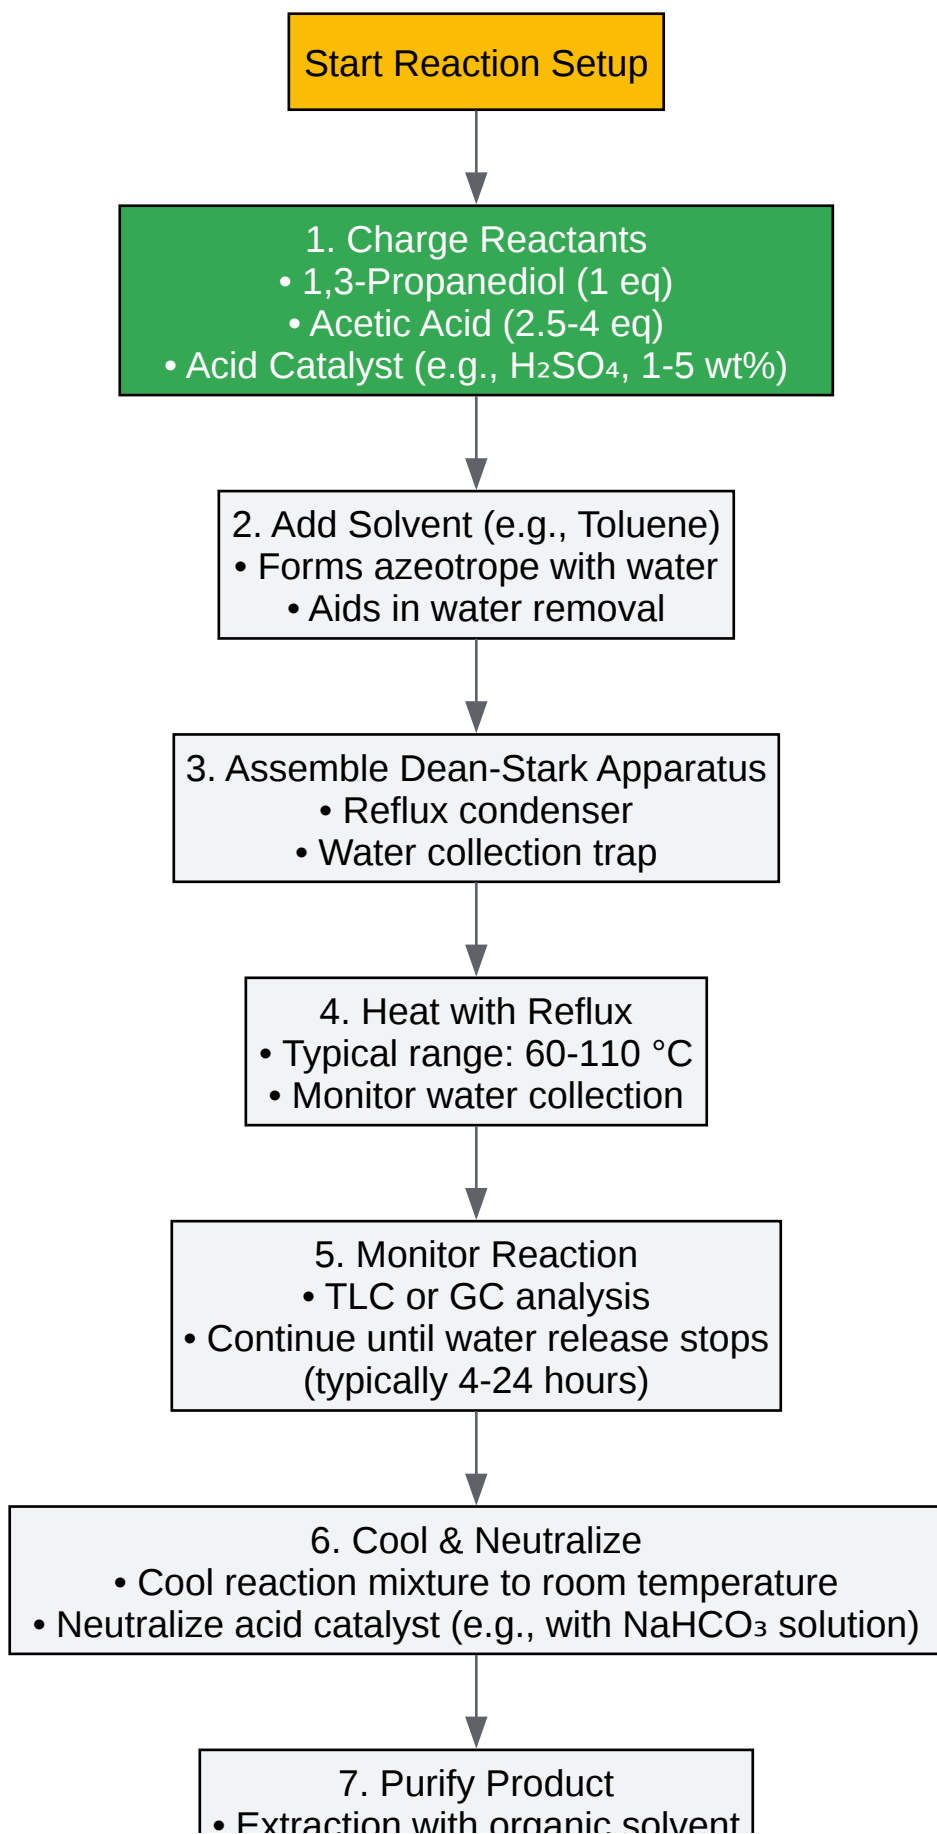 Start Reaction Setup
1. Charge Reactants
• 1,3-Propanediol (1 eq)
• Acetic Acid (2.5-4 eq)
• Acid Catalyst (e.g., H₂SO₄, 1-5 wt%)
2. Add Solvent (e.g., Toluene)
• Forms azeotrope with water
• Aids in water removal
3. Assemble Dean-Stark Apparatus
• Reflux condenser
• Water collection trap
4. Heat with Reflux
• Typical range: 60-110 °C
• Monitor water collection
5. Monitor Reaction
• TLC or GC analysis
• Continue until water release stops
(typically 4-24 hours)
6. Cool & Neutralize
• Cool reaction mixture to room temperature
• Neutralize acid catalyst (e.g., with NaHCO₃ solution)
7. Purify Product
• Extraction with organic solvent